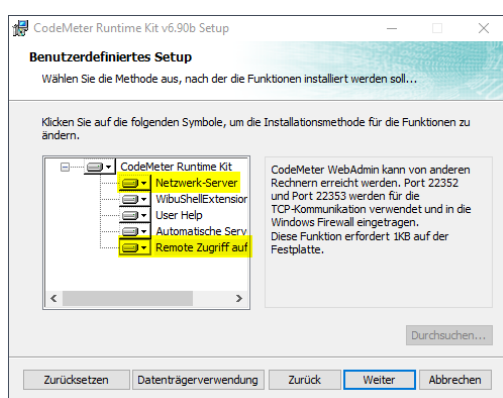 CodeMeter Runtime Kit v6.90b Setup
Benutzerdefiniertes Setup
Wählen Sie die Methode aus, nach der die Funktionen installiert werden soll...
Klicken Sie auf die folgenden Symbole, um die Installationsmethode für die Funktionen zu
ändern.
CodeMeter Runtime Kit
Netzwerk-Server
WibuShellExtension
User Help
Automatische Serv
Remote Zugriff auf
CodeMeter WebAdmin kann von anderen
Rechnern erreicht werden. Port 22352
und Port 22353 werden für die
TCP-Kommunikation verwendet und in die
Windows Firewall eingetragen.
Diese Funktion erfordert 1KB auf der
Festplatte.
Durchsuchen...
Zurücksetzen
Datenträgerverwendung
Zurück
Weiter
Abbrechen